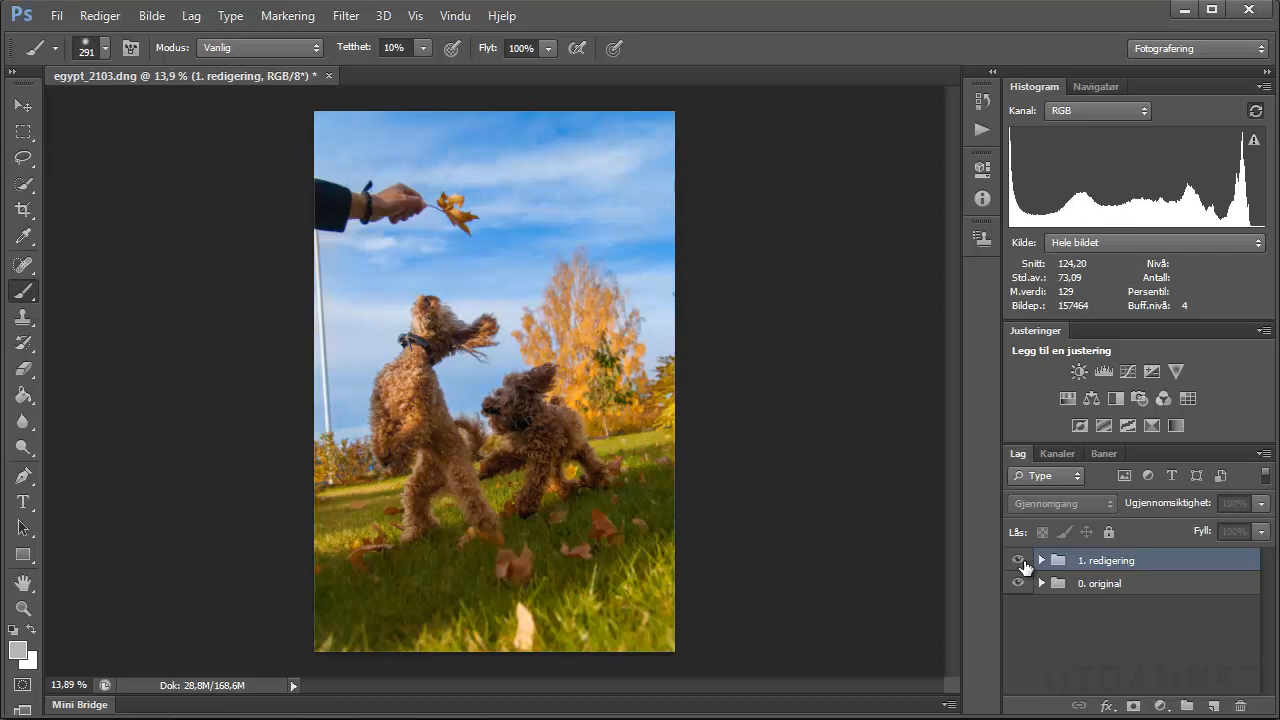 Ps Fil Rediger Bilde Lag Type Markering Filter 3D Vis Vindu Hjelp
291 Modus: Vanlig Tetthet: 10% Flyt: 100% Fotografering
egypt_2103.dng @ 13,9 % (1. redigering, RGB/8*) * ×
Histogram Navigatør
Kanal: RGB
Kilde: Hele bildet
Snitt: 124,20 Nivå:
Std.av.: 73,09 Antall:
M.verdi: 129 Persentil:
Bildep.: 157464 Buff.nivå: 4
Justeringer
Legg til en justering
Lag Kanaler Baner
Type
Gjennomgang Ugjennomsiktighet: 100%
Lås: Fyll: 100%
1. redigering
0. original
13,89 % Dok: 28,8M/168,6M
Mini Bridge